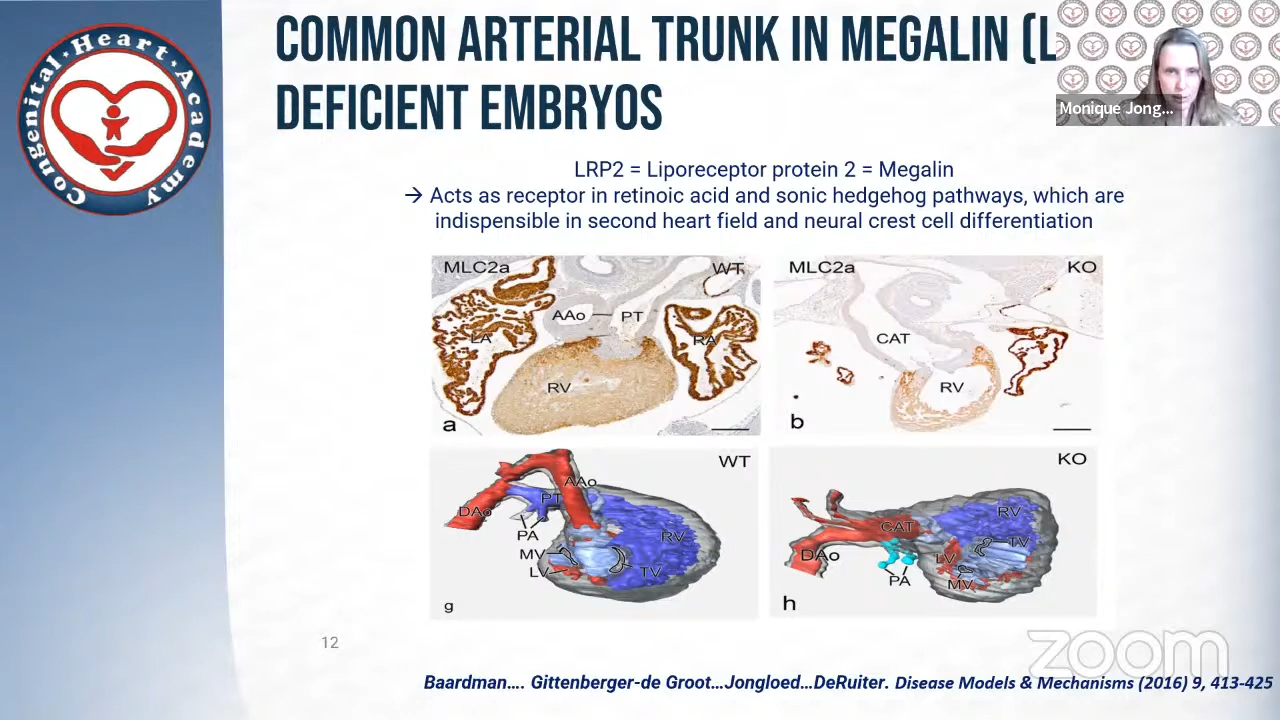 Congenital · Heart · Academy
COMMON ARTERIAL TRUNK IN MEGALIN (L
DEFICIENT EMBRYOS
Monique Jong...
LRP2 = Liporeceptor protein 2 = Megalin
→ Acts as receptor in retinoic acid and sonic hedgehog pathways, which are
indispensible in second heart field and neural crest cell differentiation
MLC2a WT
AAo PT
LA RA
RV
a
MLC2a KO
CAT
RV
b
WT
AAo
PT
DAo
PA
RV
MV
LV TV
g
KO
RV
CAT
TV
DAo LV
PA MV
h
12
zoom
Baardman…. Gittenberger-de Groot…Jongloed…DeRuiter. Disease Models & Mechanisms (2016) 9, 413-425